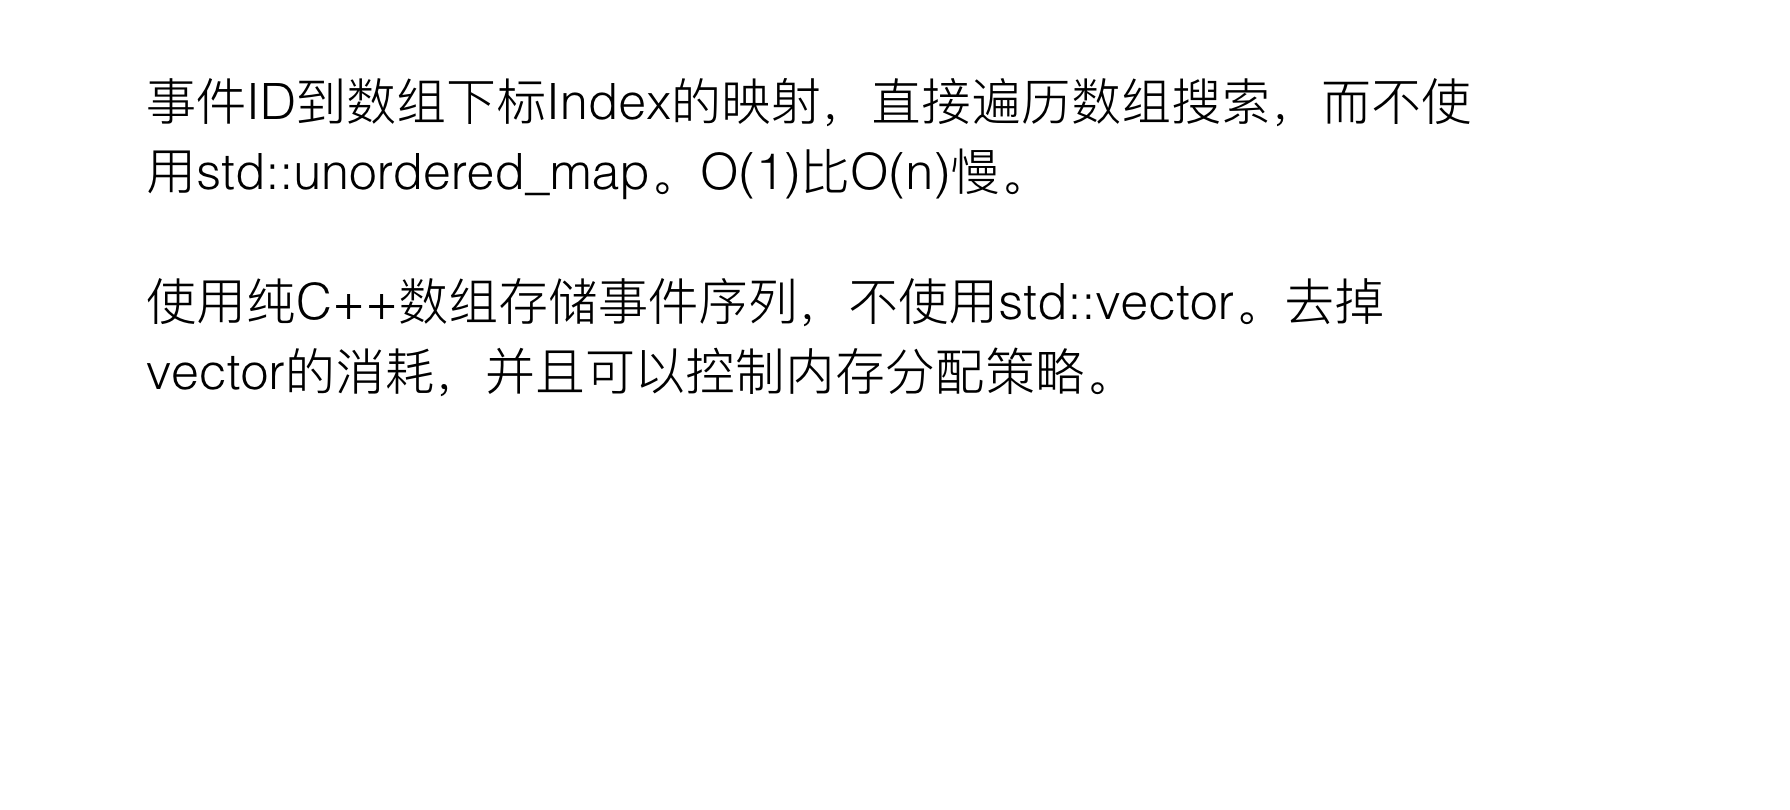 事件ID到数组下标Index的映射，直接遍历数组搜索，而不使
用std::unordered_map。O(1)比O(n)慢。
使用纯C++数组存储事件序列，不使用std::vector。去掉
vector的消耗，并且可以控制内存分配策略。